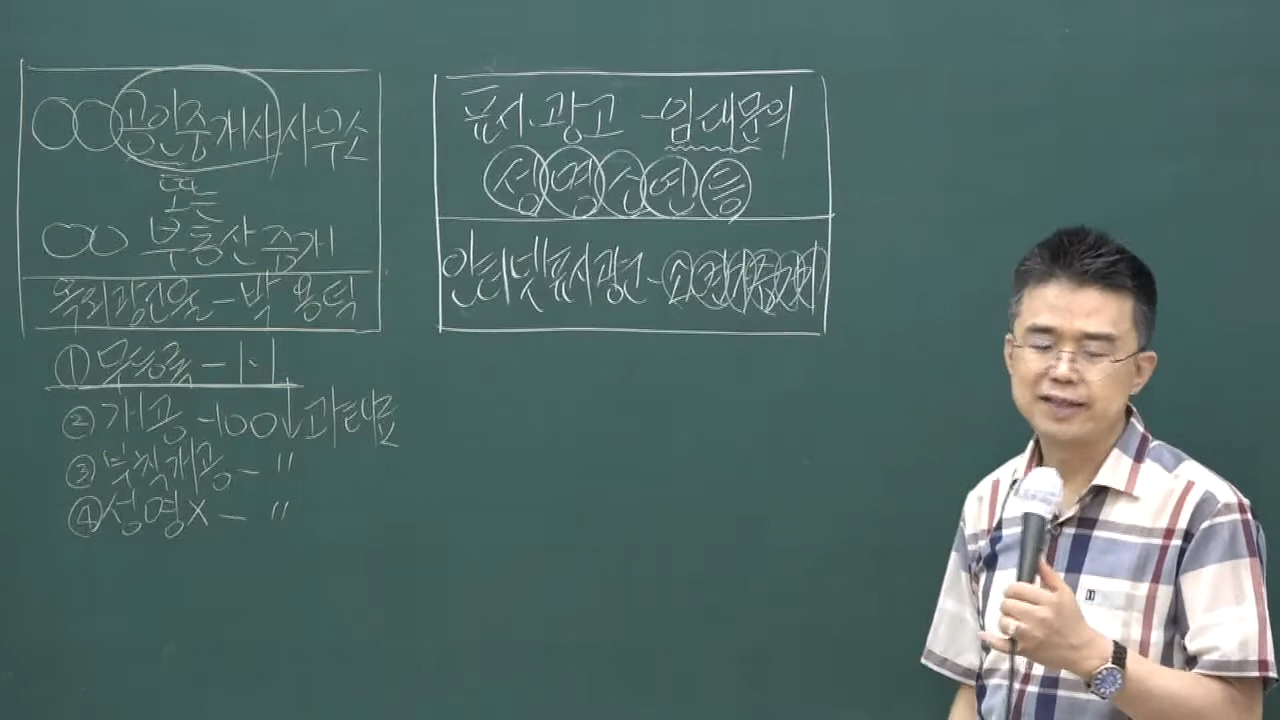 ○○공인중개사사무소
또는
○○ 부동산중개
옥외광고물 - 박용덕
① 무등록 - 1-1
② 개공 - 100↓과태료
③ 부칙개공 - "
④ 성명X - "
표시.광고 - 임대문의
성명소연등
인터넷표시광고 -